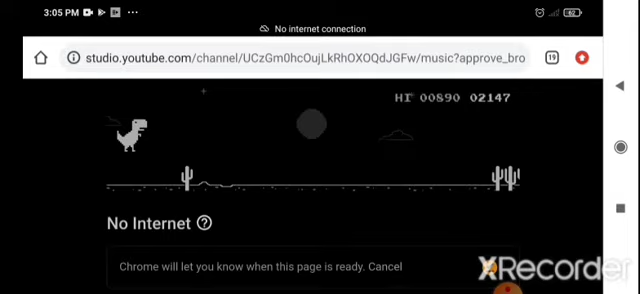 3:05 PM
62
No internet connection
studio.youtube.com/channel/UCzGm0hcOujLkRhOXOQdJGFw/music?approve_bro
19
HI 00890 02147
No Internet
Chrome will let you know when this page is ready. Cancel
XRecorder